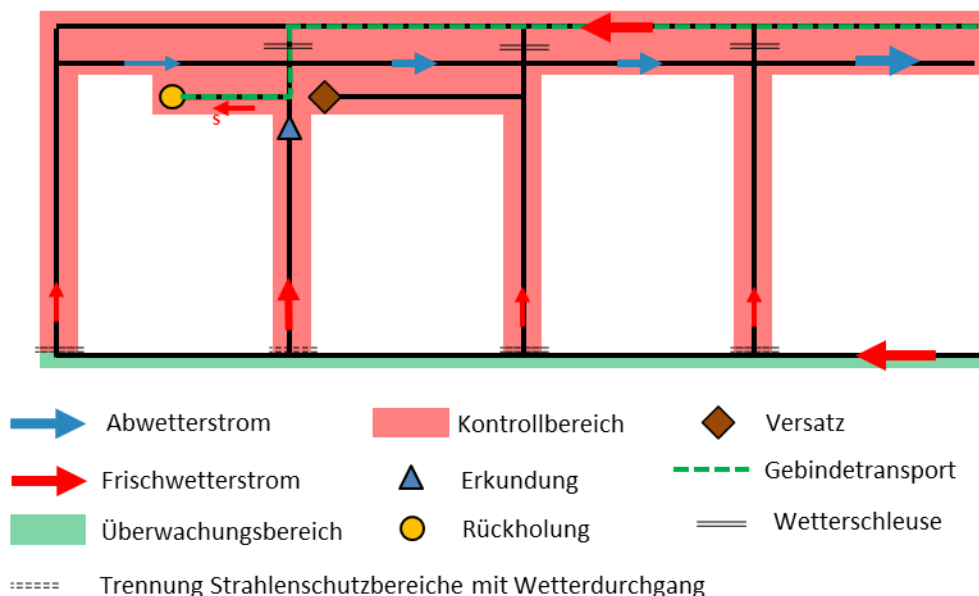 s
Abwetterstrom
Kontrollbereich
Versatz
Frischwetterstrom
Erkundung
Gebindetransport
Überwachungsbereich
Rückholung
Wetterschleuse
Trennung Strahlenschutzbereiche mit Wetterdurchgang